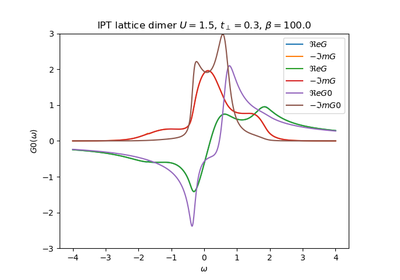 IPT lattice dimer U = 1.5, t⊥ = 0.3, β = 100.0
3
2
1
0
−1
−2
−3
G0(ω)
−4 −3 −2 −1 0 1 2 3 4
ω
ℜeG
−ℑmG
ℜeG
−ℑmG
ℜeG0
−ℑmG0